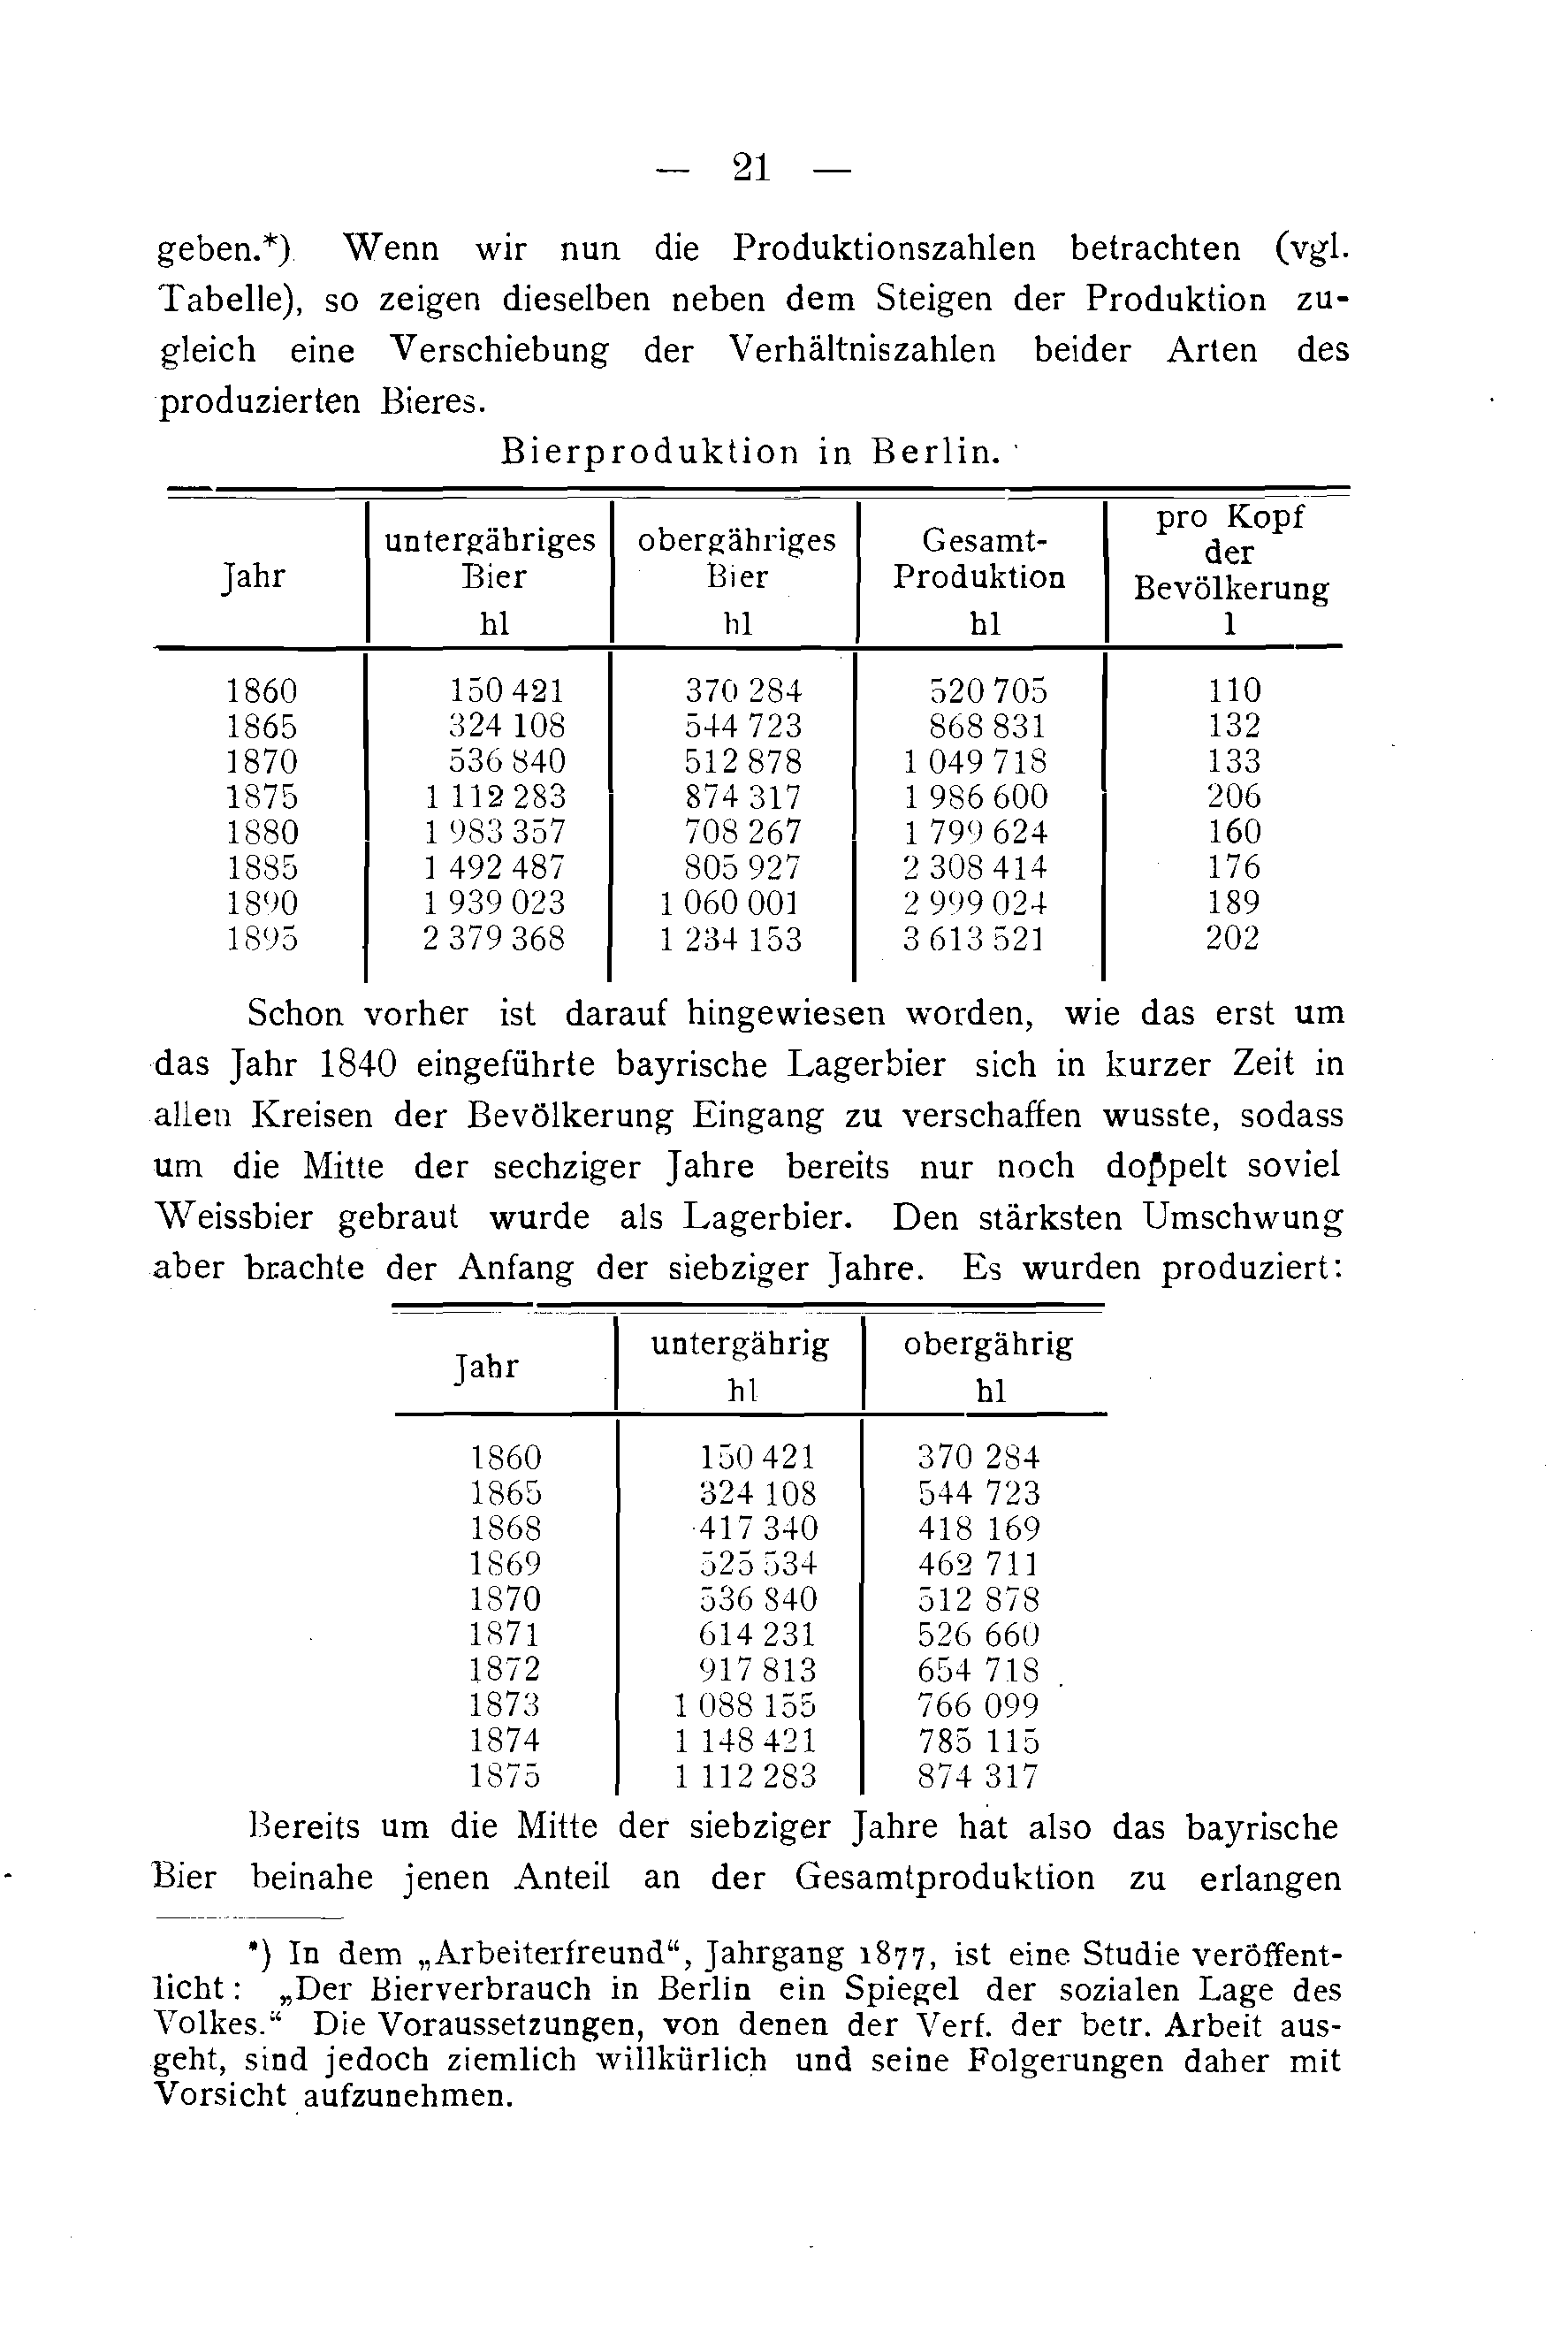 — 21 —
geben.*) Wenn wir nun die Produktionszahlen betrachten (vgl.
Tabelle), so zeigen dieselben neben dem Steigen der Produktion zu-
gleich eine Verschiebung der Verhältniszahlen beider Arten des
produzierten Bieres.
Bierproduktion in Berlin.
Jahr | untergähriges Bier hl | obergähriges Bier hl | Gesamt-Produktion hl | pro Kopf der Bevölkerung l
1860 150 421 370 284 520 705 110
1865 324 108 544 723 868 831 132
1870 536 840 512 878 1 049 718 133
1875 1 112 283 874 317 1 986 600 206
1880 1 983 357 708 267 1 799 624 160
1885 1 492 487 805 927 2 308 414 176
1890 1 939 023 1 060 001 2 999 024 189
1895 2 379 368 1 234 153 3 613 521 202
Schon vorher ist darauf hingewiesen worden, wie das erst um
das Jahr 1840 eingeführte bayrische Lagerbier sich in kurzer Zeit in
allen Kreisen der Bevölkerung Eingang zu verschaffen wusste, sodass
um die Mitte der sechziger Jahre bereits nur noch doppelt soviel
Weissbier gebraut wurde als Lagerbier. Den stärksten Umschwung
aber brachte der Anfang der siebziger Jahre. Es wurden produziert:
Jahr | untergährig hl | obergährig hl
1860 150 421 370 284
1865 324 108 544 723
1868 417 340 418 169
1869 525 534 462 711
1870 536 840 512 878
1871 614 231 526 660
1872 917 813 654 718
1873 1 088 155 766 099
1874 1 148 421 785 115
1875 1 112 283 874 317
Bereits um die Mitte der siebziger Jahre hat also das bayrische
Bier beinahe jenen Anteil an der Gesamtproduktion zu erlangen
*) In dem „Arbeiterfreund“, Jahrgang 1877, ist eine Studie veröffent-
licht: „Der Bierverbrauch in Berlin ein Spiegel der sozialen Lage des
Volkes.“ Die Voraussetzungen, von denen der Verf. der betr. Arbeit aus-
geht, sind jedoch ziemlich willkürlich und seine Folgerungen daher mit
Vorsicht aufzunehmen.